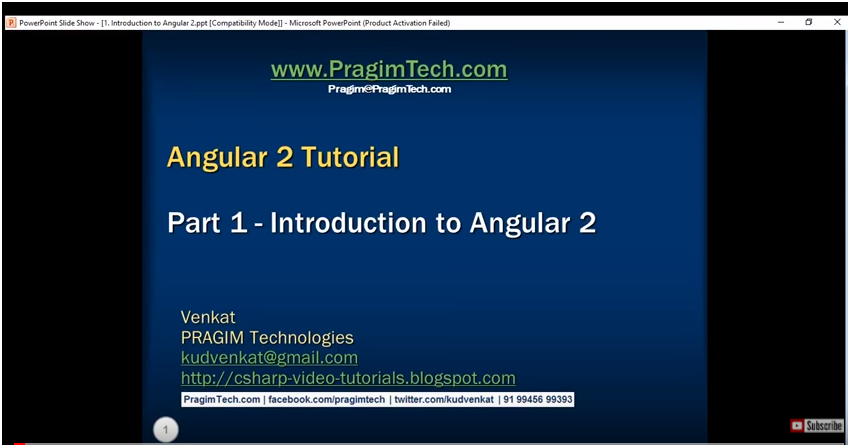 PowerPoint Slide Show - [1. Introduction to Angular 2.ppt [Compatibility Mode]] - Microsoft PowerPoint (Product Activation Failed)
www.PragimTech.com
Pragim@PragimTech.com
Angular 2 Tutorial
Part 1 - Introduction to Angular 2
Venkat
PRAGIM Technologies
kudvenkat@gmail.com
http://csharp-video-tutorials.blogspot.com
PragimTech.com | facebook.com/pragimtech | twitter.com/kudvenkat | 91 99456 99393
1
Subscribe